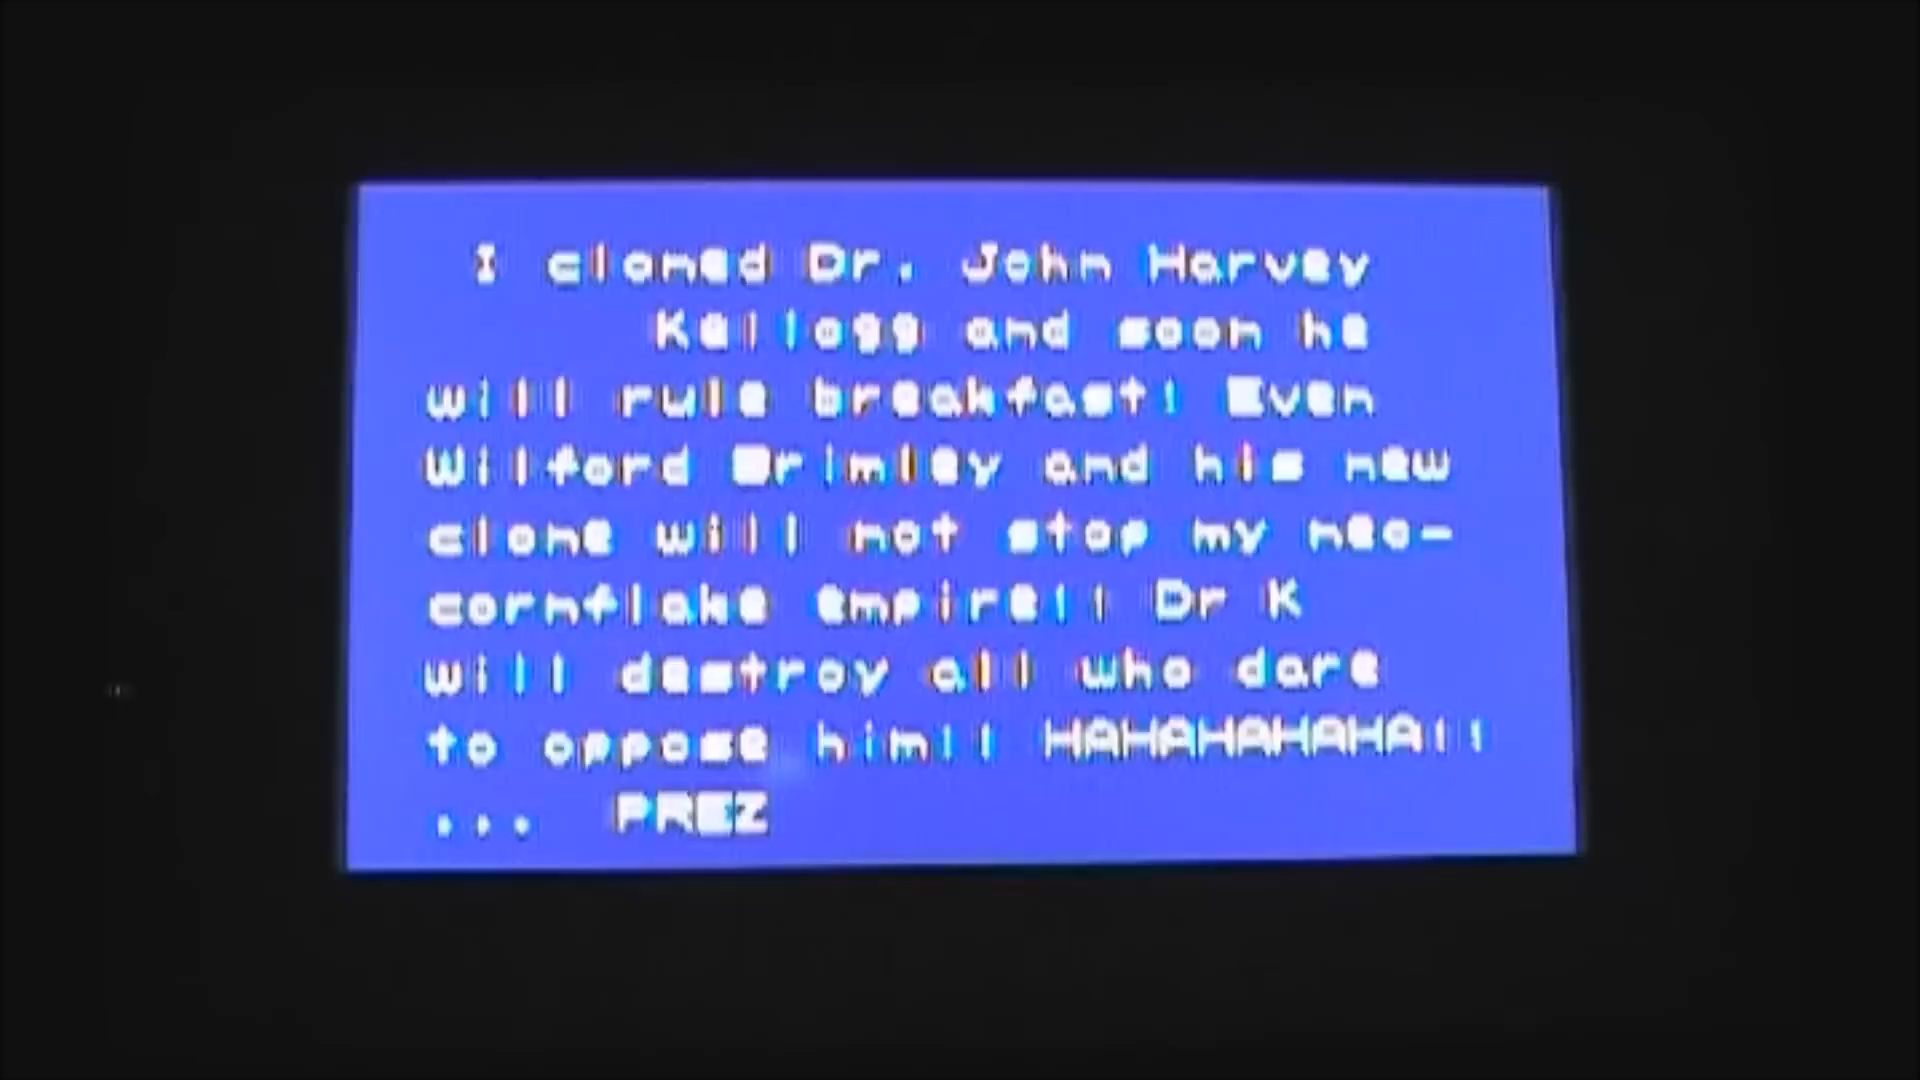 I cloned Dr. John Harvey
Kellogg and soon he
will rule breakfast! Even
Wilford Brimley and his new
clone will not stop my neo-
cornflake empire!! Dr K
will destroy all who dare
to oppose him!! HAHAHAHAHA!!
... PREZ